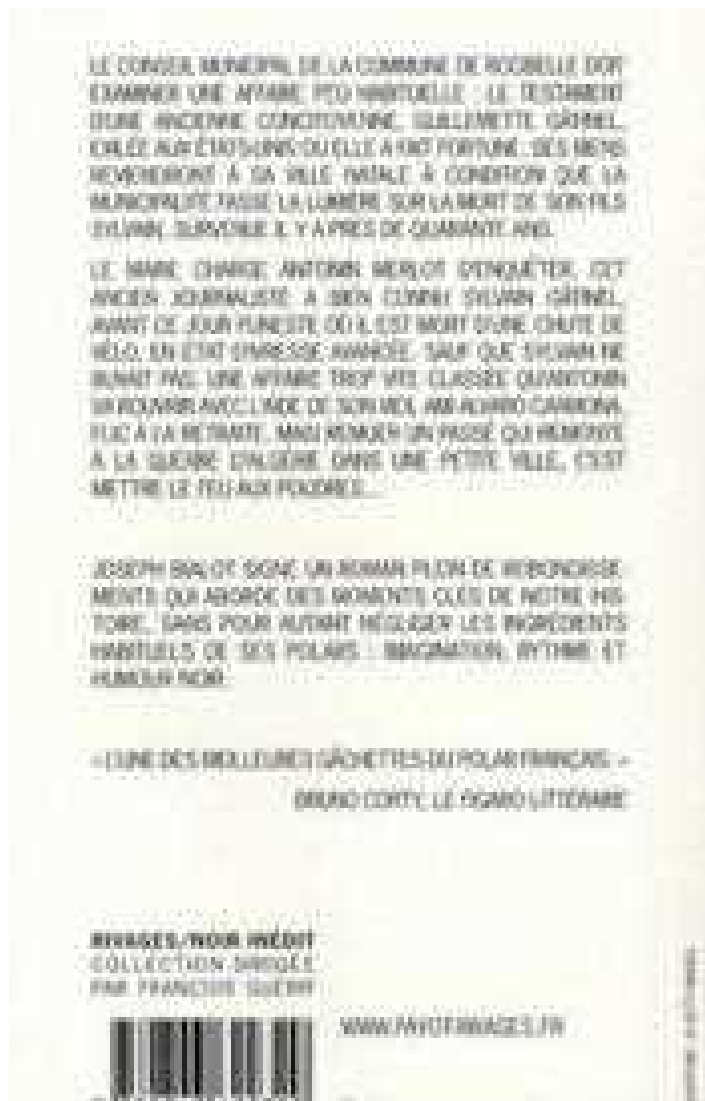 LE CONSEIL MUNICIPAL DE LA COMMUNE DE ROCBELLE DOIT
EXAMINER UNE AFFAIRE PEU HABITUELLE : LE TESTAMENT
D'UNE ANCIENNE CONCITOYENNE, GUILLEMETTE GÂTINEL,
EXILÉE AUX ÉTATS-UNIS OÙ ELLE A FAIT FORTUNE. SES BIENS
REVIENDRONT À SA VILLE NATALE À CONDITION QUE LA
MUNICIPALITÉ FASSE LA LUMIÈRE SUR LA MORT DE SON FILS
SYLVAIN, SURVENUE IL Y A PRÈS DE QUARANTE ANS.
LE MAIRE CHARGE ANTONIN MERLOT D'ENQUÊTER. CET
ANCIEN JOURNALISTE A BIEN CONNU SYLVAIN GÂTINEL,
AVANT CE JOUR FUNESTE OÙ IL EST MORT D'UNE CHUTE DE
VÉLO, EN ÉTAT D'IVRESSE AVANCÉE. SAUF QUE SYLVAIN NE
BUVAIT PAS. UNE AFFAIRE TROP VITE CLASSÉE QU'ANTONIN
VA ROUVRIR AVEC L'AIDE DE SON VIEIL AMI ALVARO CARMONA,
FLIC À LA RETRAITE. MAIS REMUER UN PASSÉ QUI REMONTE
À LA GUERRE D'ALGÉRIE DANS UNE PETITE VILLE, C'EST
METTRE LE FEU AUX POUDRES...
JOSEPH BIALOT SIGNE UN ROMAN PLEIN DE REBONDISSE-
MENTS QUI ABORDE DES MOMENTS CLÉS DE NOTRE HIS-
TOIRE, SANS POUR AUTANT NÉGLIGER LES INGRÉDIENTS
HABITUELS DE SES POLARS : IMAGINATION, RYTHME ET
HUMOUR NOIR.
« L'UNE DES MEILLEURES GÂCHETTES DU POLAR FRANÇAIS. »
BRUNO CORTY, LE FIGARO LITTÉRAIRE
RIVAGES/NOIR INÉDIT
COLLECTION DIRIGÉE
PAR FRANÇOIS GUÉRIF
WWW.PAYOT-RIVAGES.FR